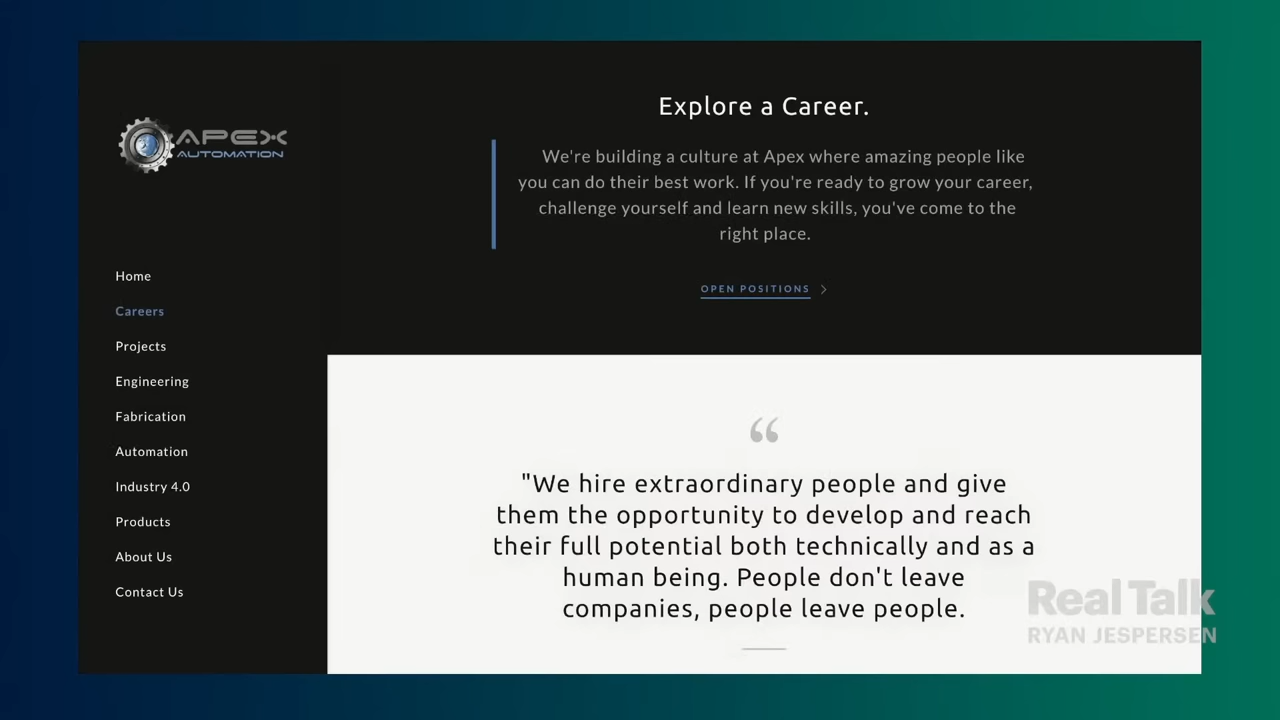 APEX
AUTOMATION
Home
Careers
Projects
Engineering
Fabrication
Automation
Industry 4.0
Products
About Us
Contact Us
Explore a Career.
We're building a culture at Apex where amazing people like
you can do their best work. If you're ready to grow your career,
challenge yourself and learn new skills, you've come to the
right place.
OPEN POSITIONS
“
"We hire extraordinary people and give
them the opportunity to develop and reach
their full potential both technically and as a
human being. People don't leave
companies, people leave people.
Real Talk
RYAN JESPERSEN